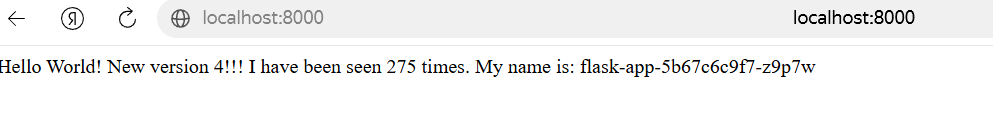 Я localhost:8000 localhost:8000
Hello World! New version 4!!! I have been seen 275 times. My name is: flask-app-5b67c6c9f7-z9p7w